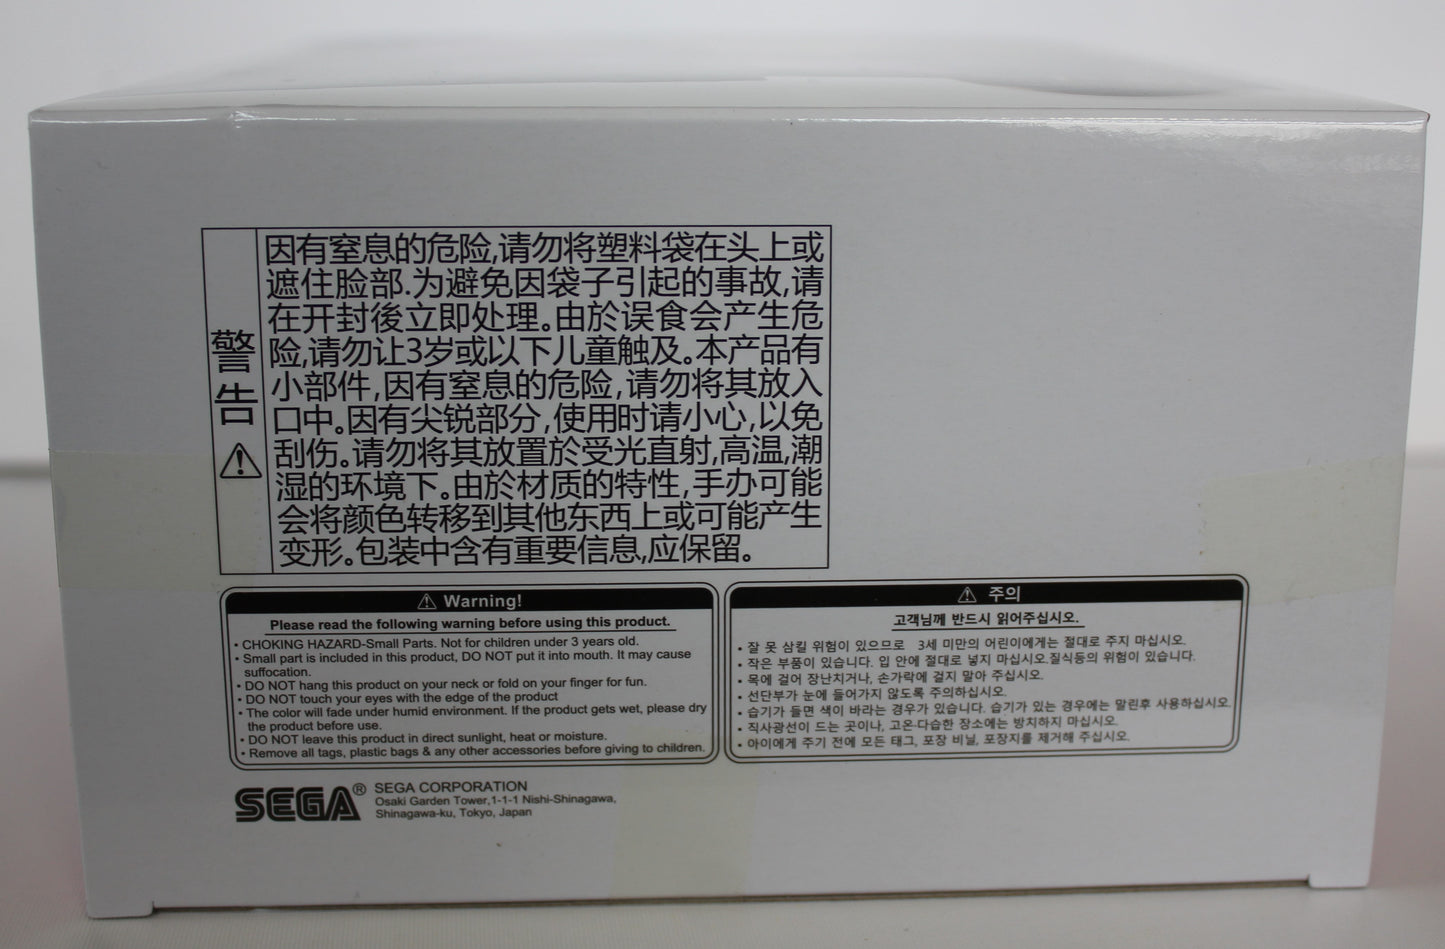 警告
因有窒息的危险,请勿将塑料袋在头上或
遮住脸部.为避免因袋子引起的事故,请
在开封後立即处理。由於误食会产生危
险,请勿让3岁或以下儿童触及。本产品有
小部件,因有窒息的危险,请勿将其放入
口中。因有尖锐部分,使用时请小心,以免
刮伤。请勿将其放置於受光直射,高温,潮
湿的环境下。由於材质的特性,手办可能
会将颜色转移到其他东西上或可能产生
变形。包装中含有重要信息,应保留。
Warning!
Please read the following warning before using this product.
• CHOKING HAZARD-Small Parts. Not for children under 3 years old.
• Small part is included in this product, DO NOT put it into mouth. It may cause
suffocation.
• DO NOT hang this product on your neck or fold on your finger for fun.
• DO NOT touch your eyes with the edge of the product
• The color will fade under humid environment. If the product gets wet, please dry
the product before use.
• DO NOT leave this product in direct sunlight, heat or moisture.
• Remove all tags, plastic bags & any other accessories before giving to children.
주의
고객님께 반드시 읽어주십시오.
• 잘 못 삼킬 위험이 있으므로 3세 미만의 어린이에게는 절대로 주지 마십시오.
• 작은 부품이 있습니다. 입 안에 절대로 넣지 마십시오.질식등의 위험이 있습니다.
• 목에 걸어 장난치거나, 손가락에 걸지 말아 주십시오.
• 선단부가 눈에 들어가지 않도록 주의하십시오.
• 습기가 들면 색이 바라는 경우가 있습니다. 습기가 있는 경우에는 말린후 사용하십시오.
• 직사광선이 드는 곳이나, 고온·다습한 장소에는 방치하지 마십시오.
• 아이에게 주기 전에 모든 태그, 포장 비닐, 포장지를 제거해 주십시오.
SEGA®
SEGA CORPORATION
Osaki Garden Tower,1-1-1 Nishi-Shinagawa,
Shinagawa-ku, Tokyo, Japan